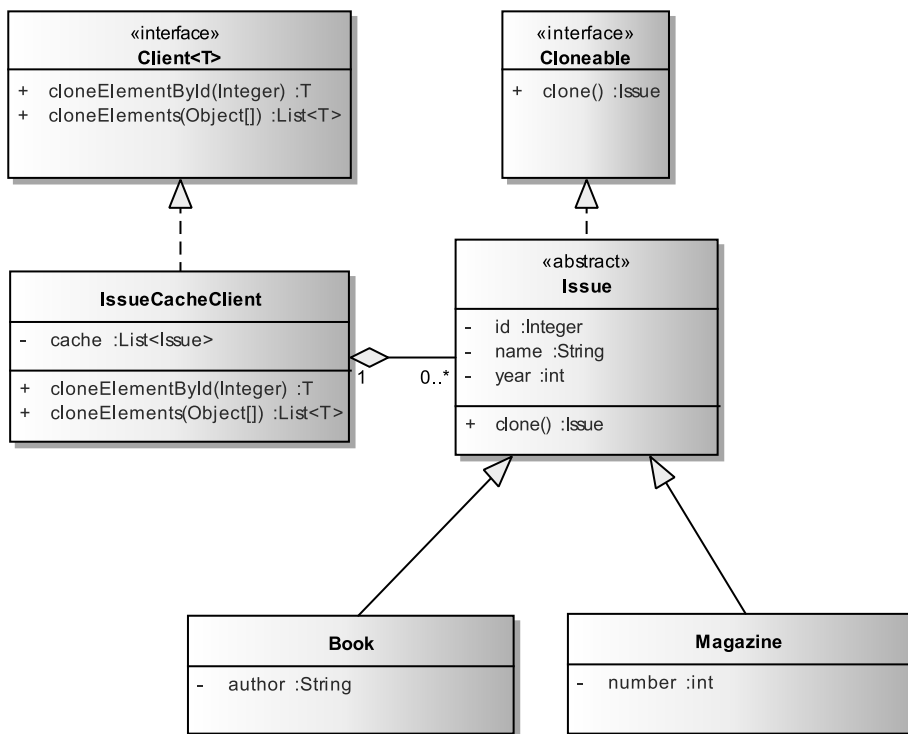 «interface»
Client<T>
+ cloneElementById(Integer) :T
+ cloneElements(Object[]) :List<T>
«interface»
Cloneable
+ clone() :Issue
IssueCacheClient
- cache :List<Issue>
+ cloneElementById(Integer) :T
+ cloneElements(Object[]) :List<T>
1
0..*
«abstract»
Issue
- id :Integer
- name :String
- year :int
+ clone() :Issue
Book
- author :String
Magazine
- number :int